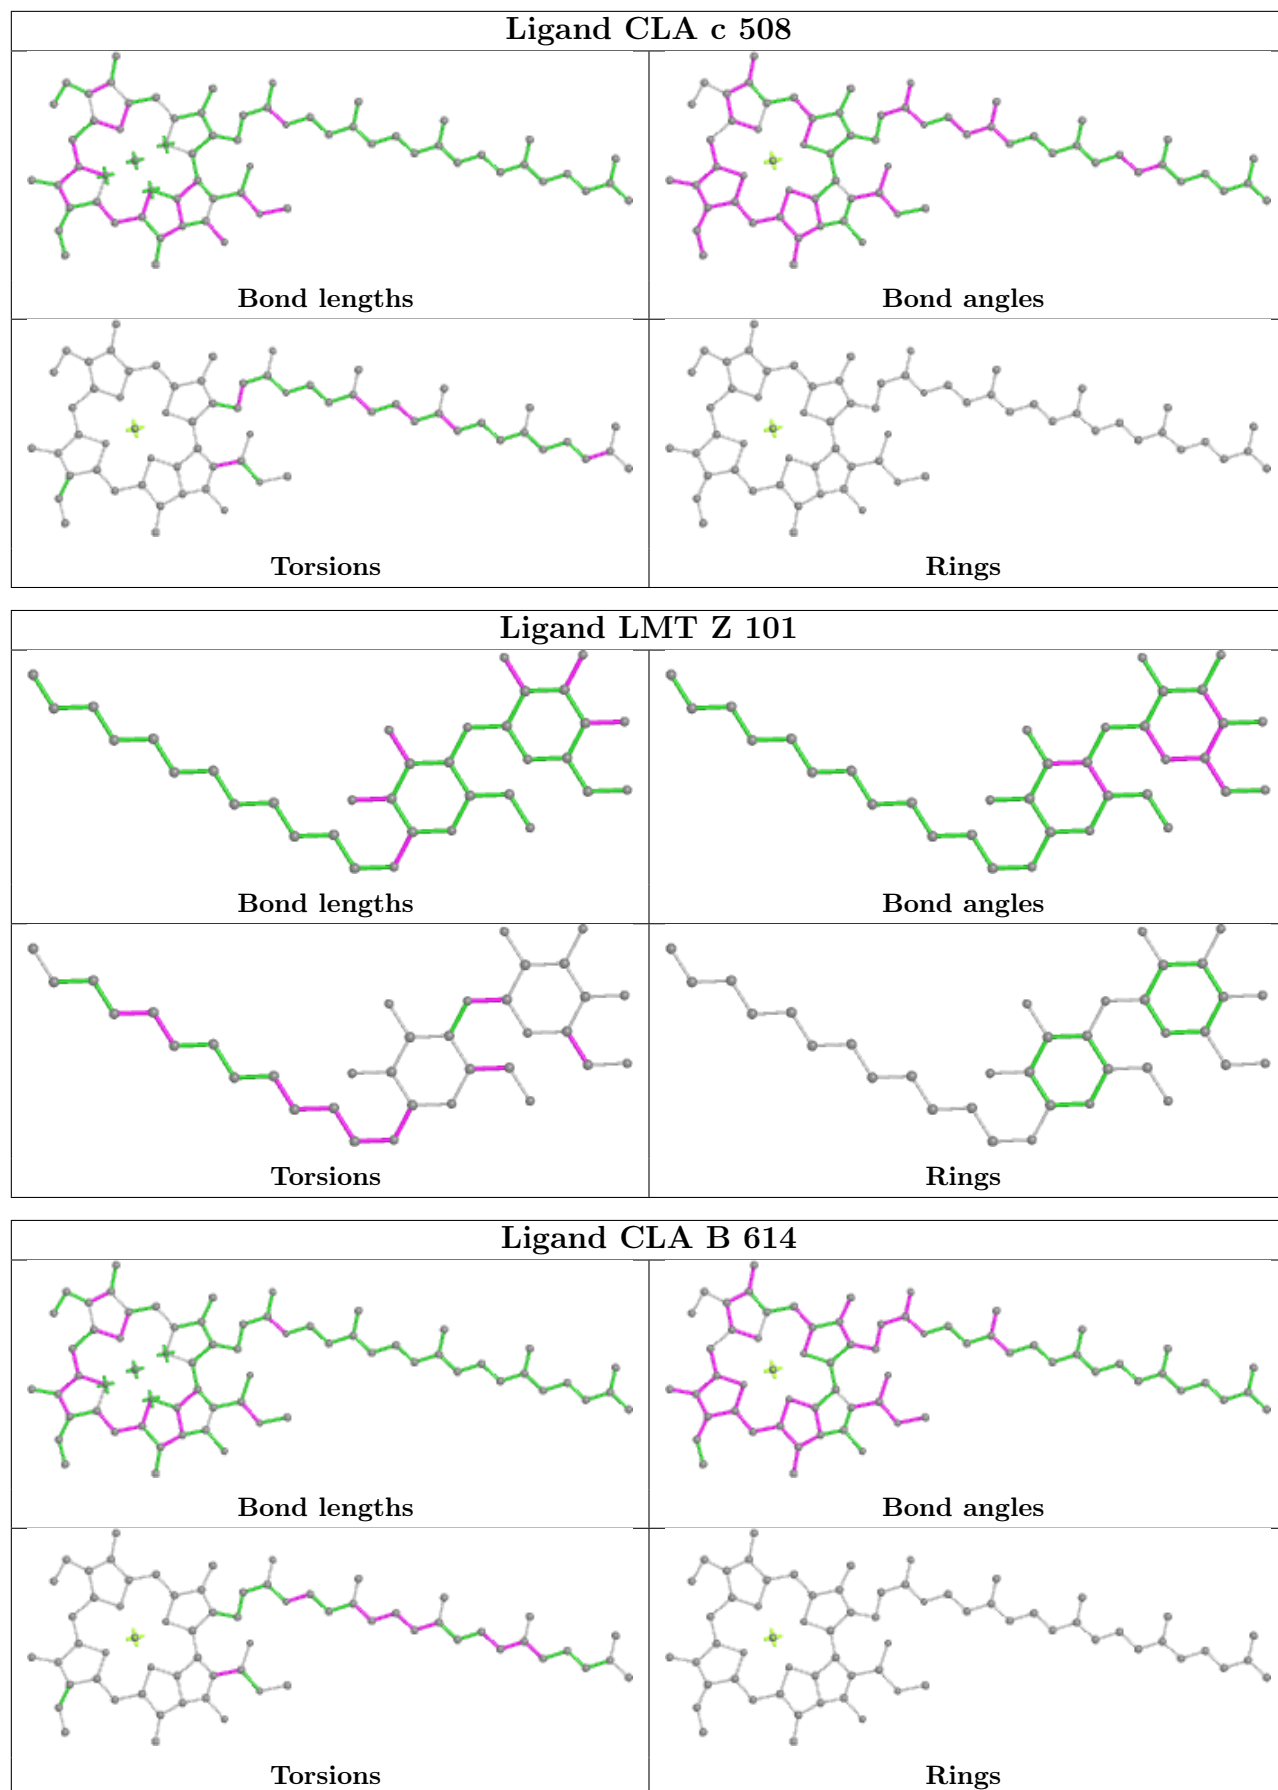 Ligand CLA c 508
Bond lengths
Bond angles
Torsions
Rings
Ligand LMT Z 101
Bond lengths
Bond angles
Torsions
Rings
Ligand CLA B 614
Bond lengths
Bond angles
Torsions
Rings